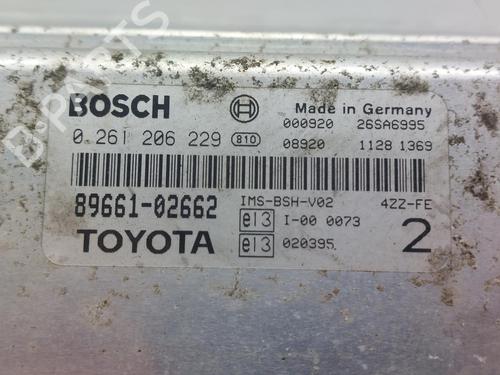 BOSCH
Made in Germany
000920 26SA6995
0 261 206 229 810
08920 1128 1369
89661-02662
IMS-BSH-V02 4ZZ-FE
TOYOTA
e13 I-00 0073
e13 020395
2
B-PARTS